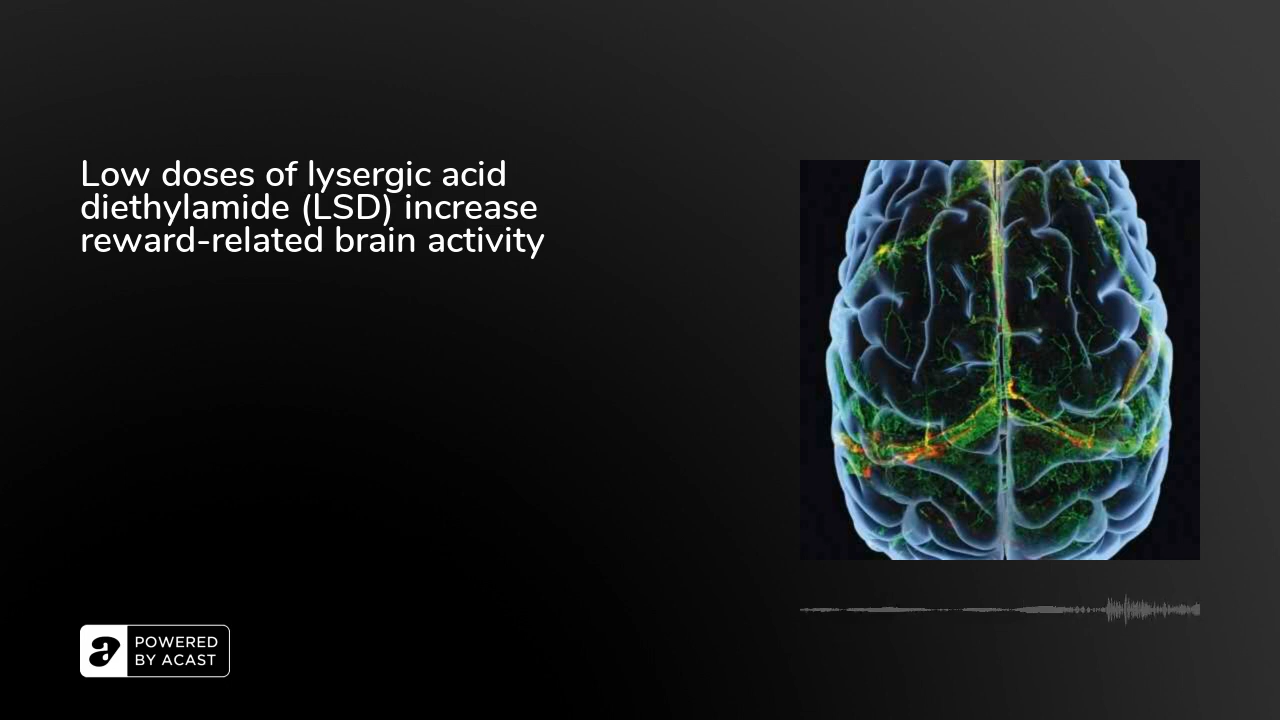 Low doses of lysergic acid
diethylamide (LSD) increase
reward-related brain activity
POWERED
BY ACAST